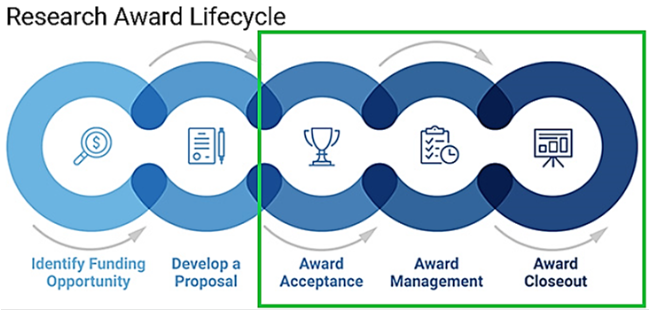 Research Award Lifecycle
$
Identify Funding
Opportunity
Develop a
Proposal
Award
Acceptance
Award
Management
Award
Closeout